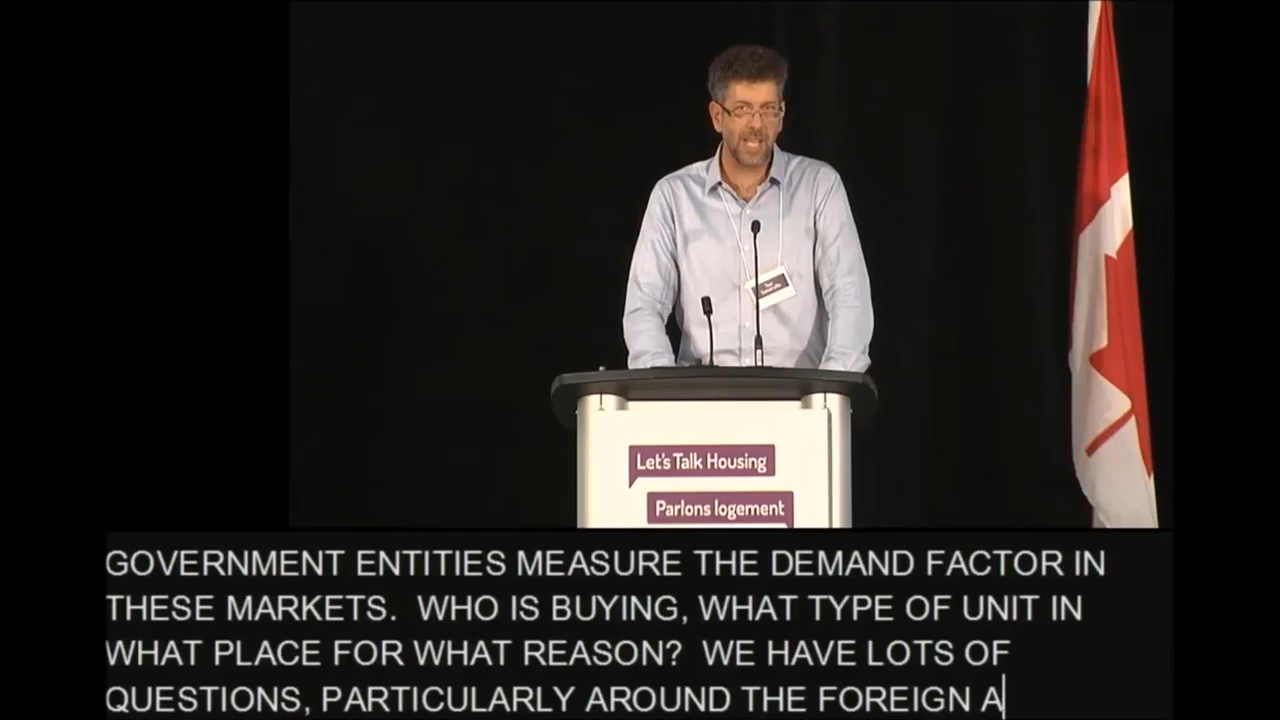 Let's Talk Housing
Parlons logement
GOVERNMENT ENTITIES MEASURE THE DEMAND FACTOR IN
THESE MARKETS. WHO IS BUYING, WHAT TYPE OF UNIT IN
WHAT PLACE FOR WHAT REASON? WE HAVE LOTS OF
QUESTIONS, PARTICULARLY AROUND THE FOREIGN A